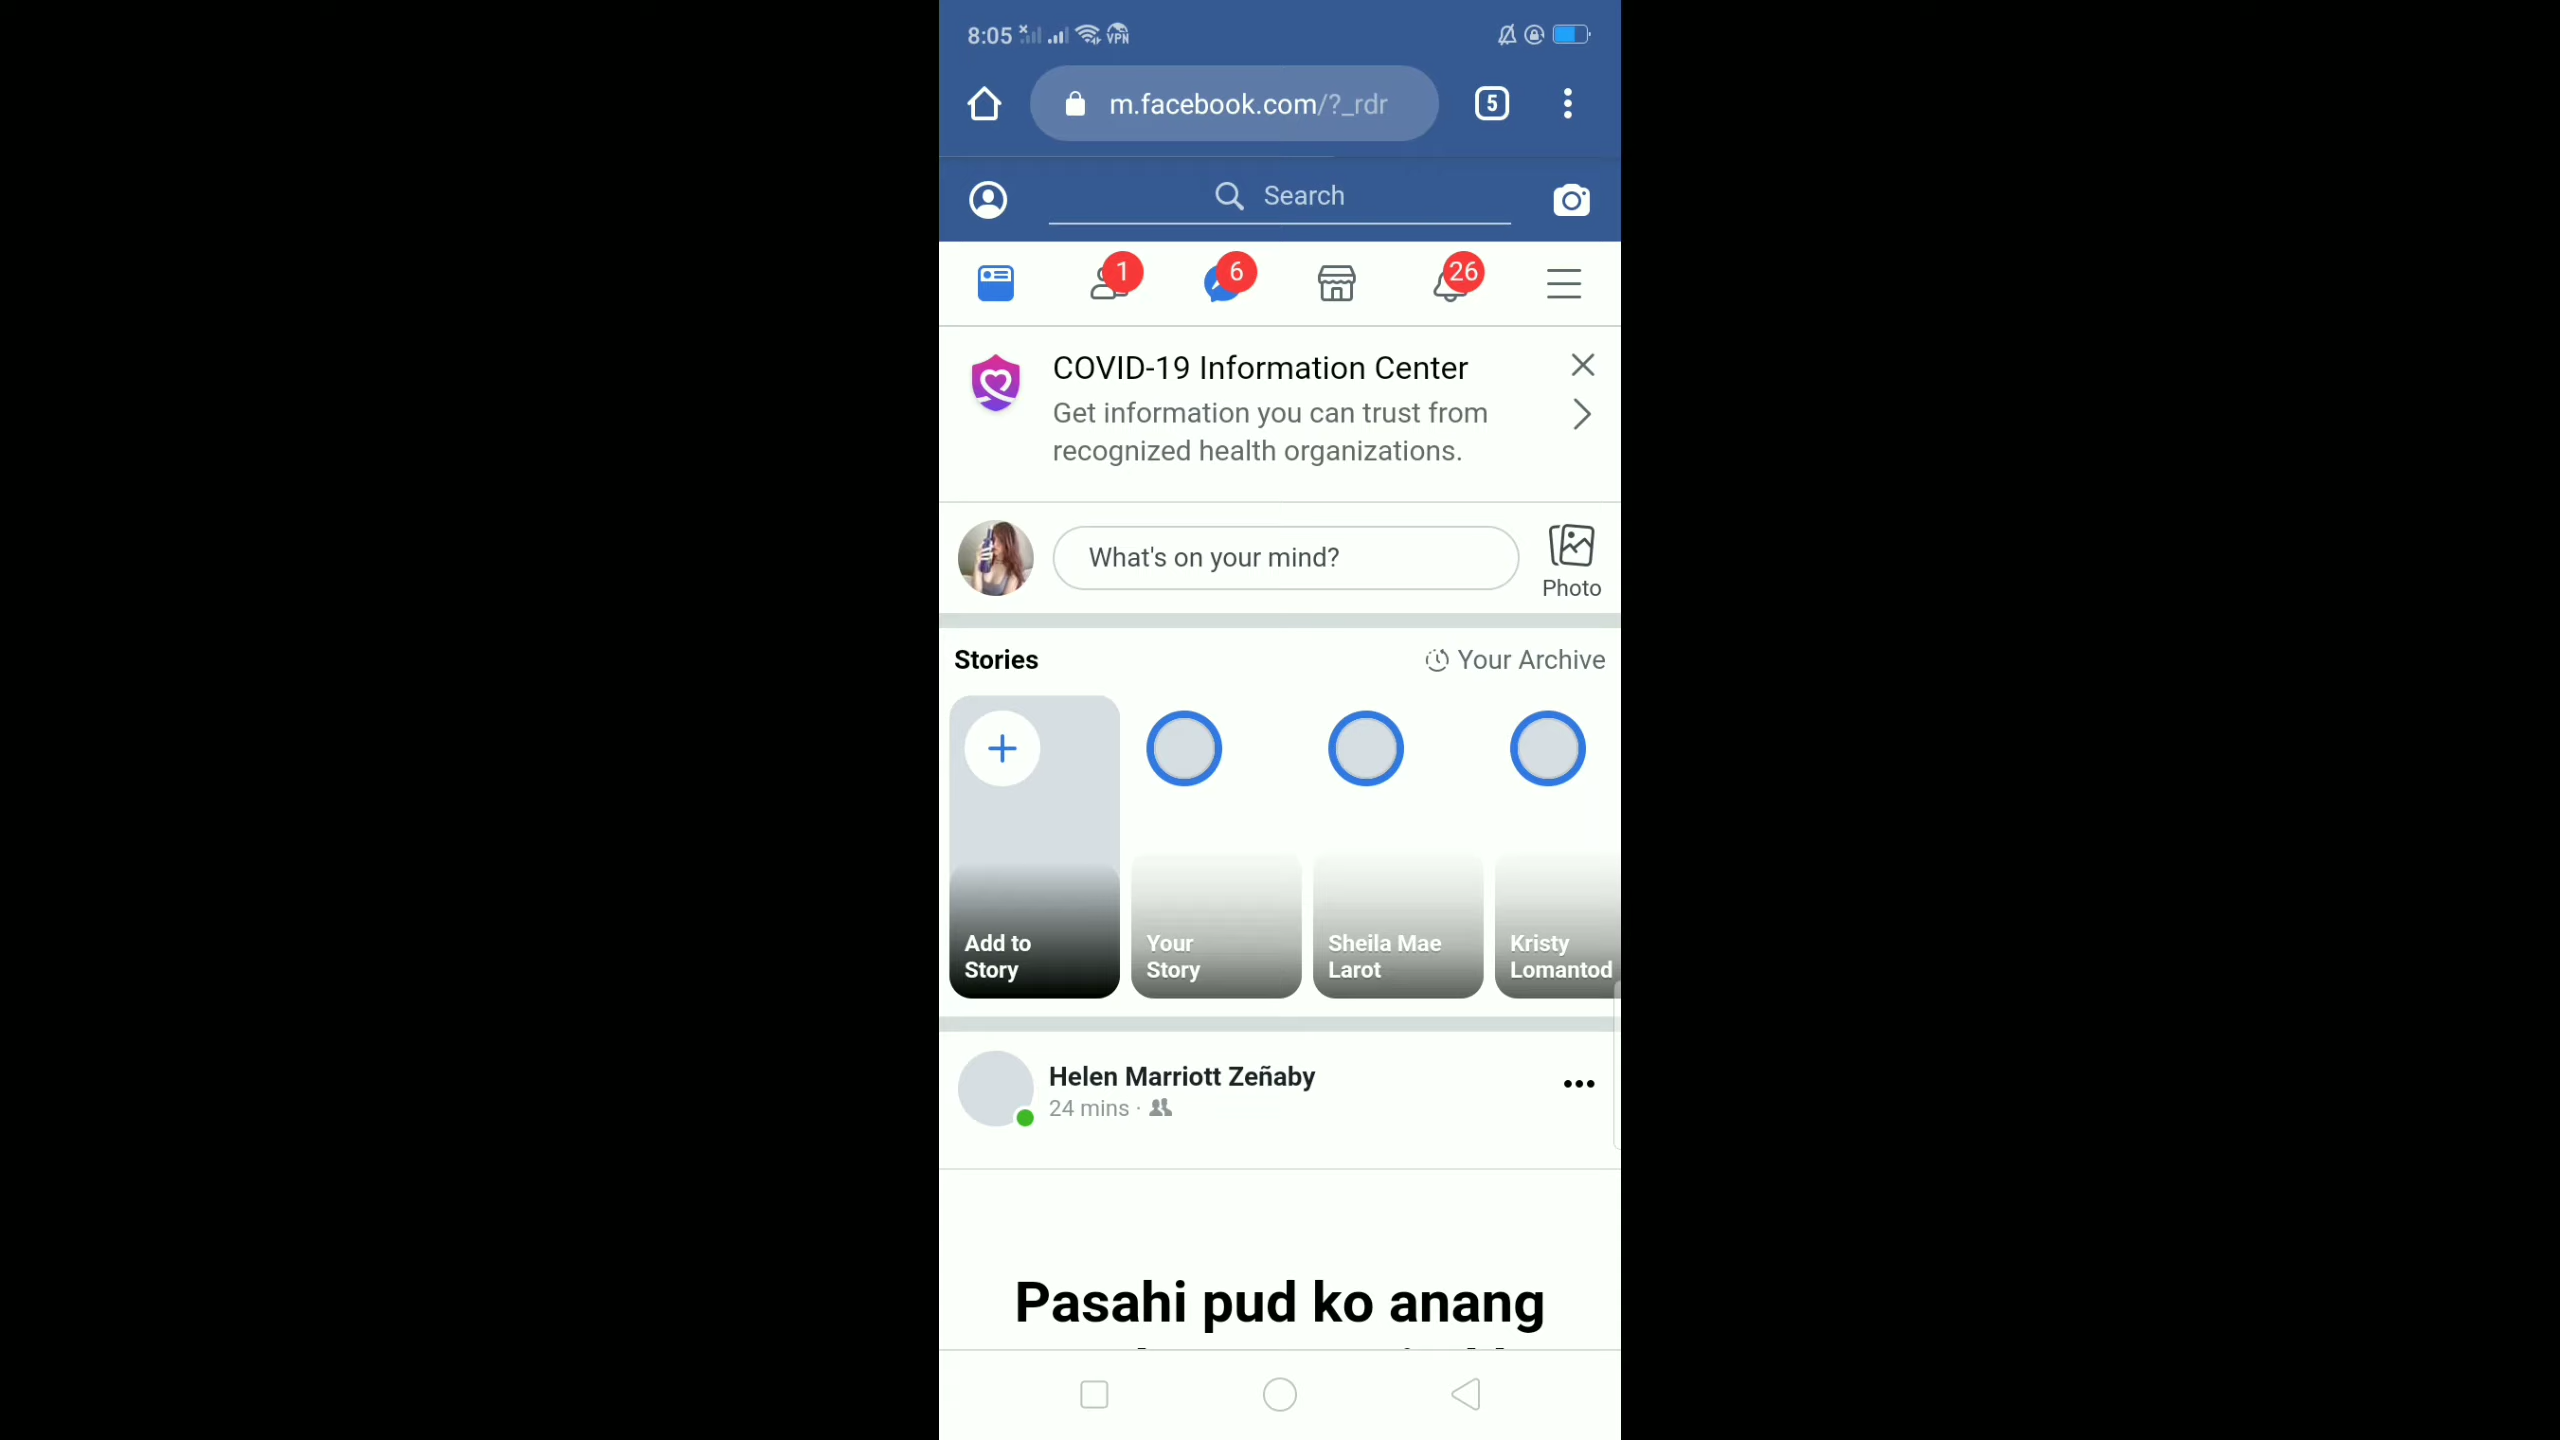 8:05
VPN
m.facebook.com/?_rdr
5
Search
1
6
26
COVID-19 Information Center
Get information you can trust from
recognized health organizations.
What's on your mind?
Photo
Stories
Your Archive
Add to
Story
Your
Story
Sheila Mae
Larot
Kristy
Lomantod
Helen Marriott Zeñaby
24 mins ·
Pasahi pud ko anang